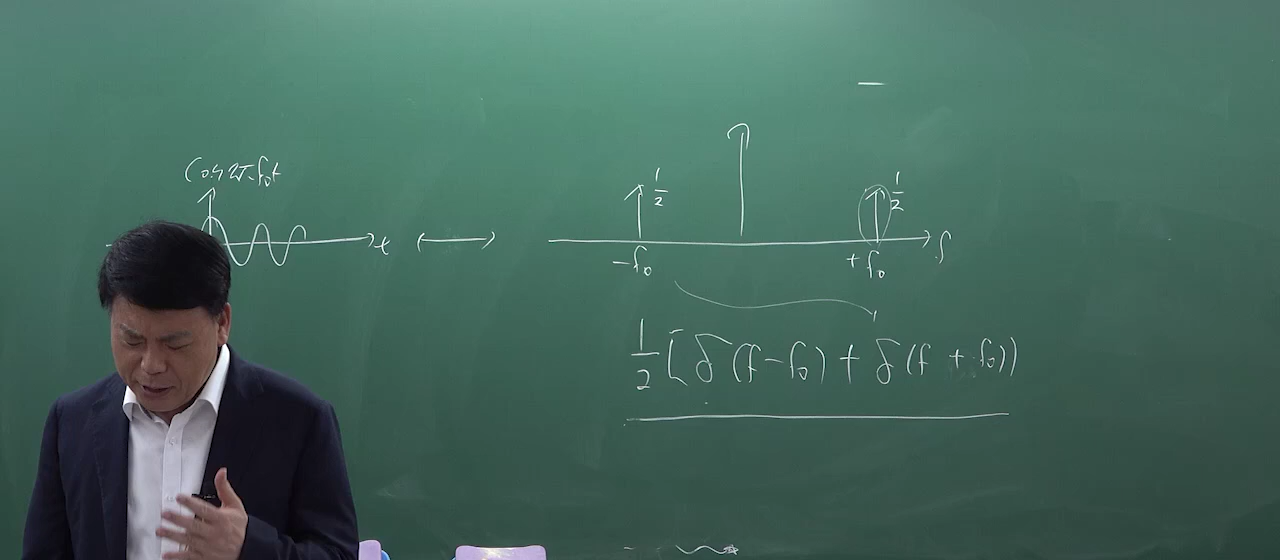 cos 2πf₀t
t ⟷
1/2
1/2
-f₀
+f₀
f
1/2 [δ(f-f₀) + δ(f+f₀)]